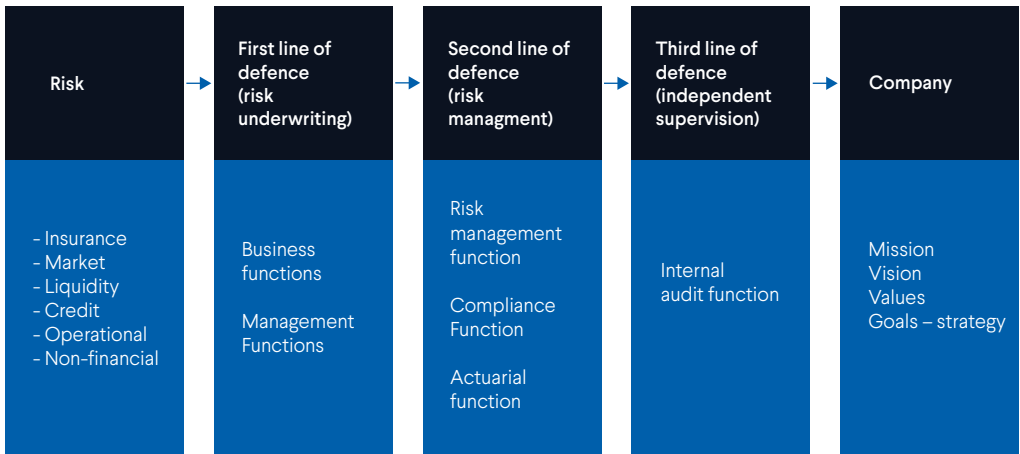 Risk
First line of
defence
(risk
underwriting)
Second line of
defence
(risk
managment)
Third line of
defence
(independent
supervision)
Company
- Insurance
- Market
- Liquidity
- Credit
- Operational
- Non-financial
Business
functions
Management
Functions
Risk
management
function
Compliance
Function
Actuarial
function
Internal
audit function
Mission
Vision
Values
Goals – strategy